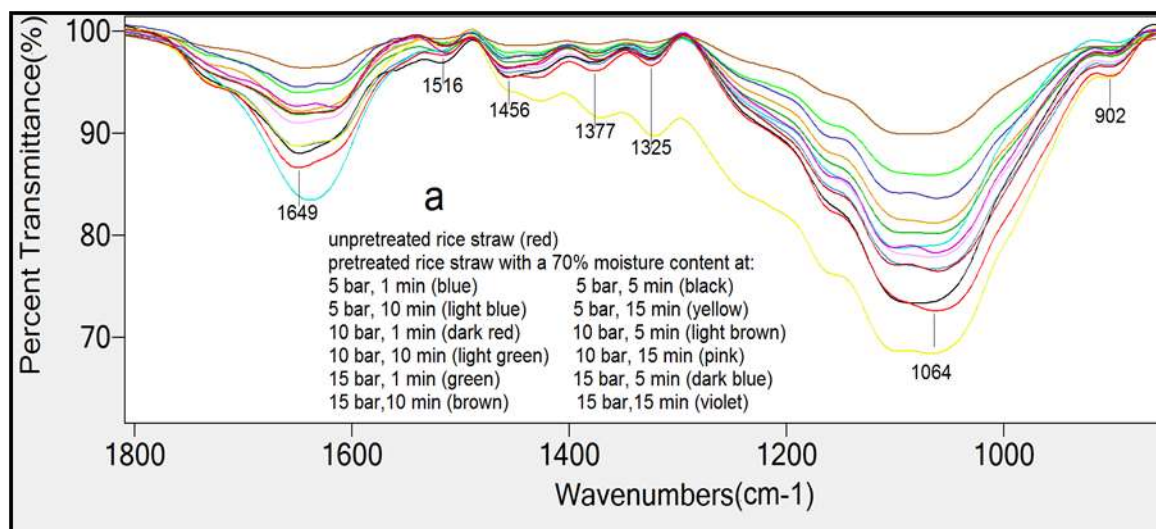 100
90
80
70
Percent Transmittance(%)
1649
1516
1456
1377
1325
1064
902
a
unpretreated rice straw (red)
pretreated rice straw with a 70% moisture content at:
5 bar, 1 min (blue) 5 bar, 5 min (black)
5 bar, 10 min (light blue) 5 bar, 15 min (yellow)
10 bar, 1 min (dark red) 10 bar, 5 min (light brown)
10 bar, 10 min (light green) 10 bar, 15 min (pink)
15 bar, 1 min (green) 15 bar, 5 min (dark blue)
15 bar,10 min (brown) 15 bar,15 min (violet)
1800 1600 1400 1200 1000
Wavenumbers(cm-1)